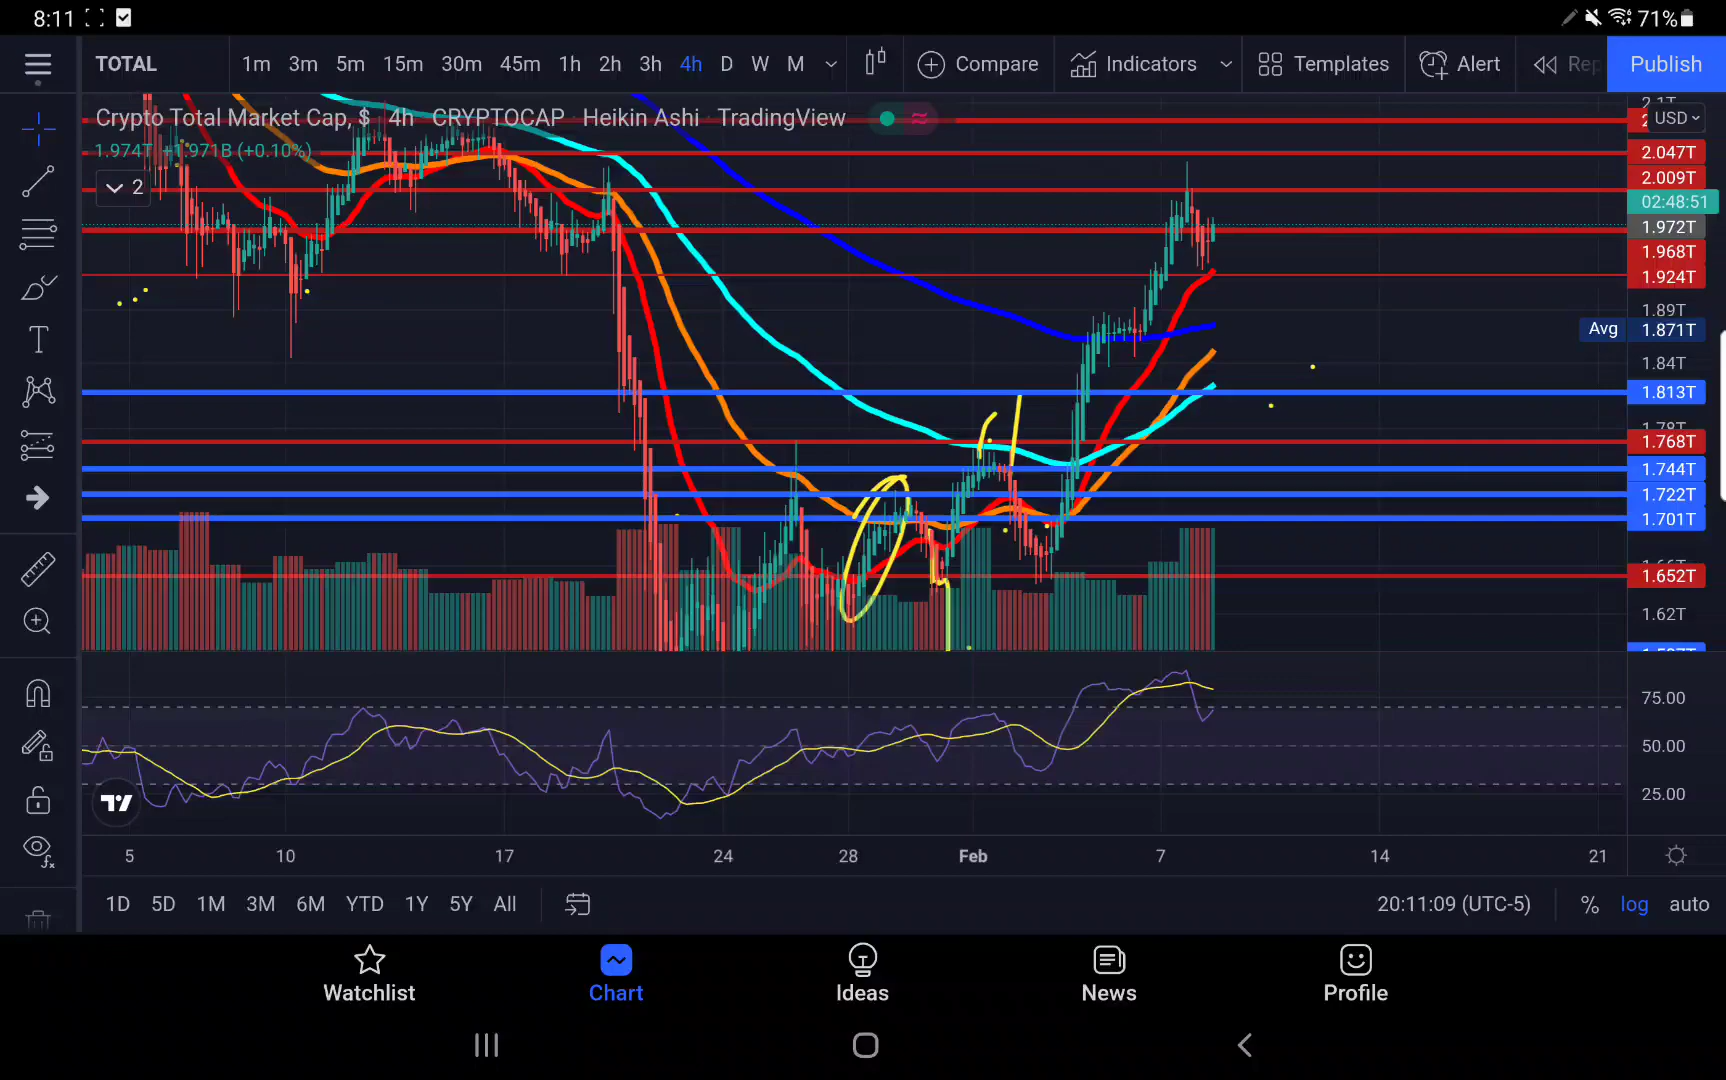 8:11
71%
TOTAL 1m 3m 5m 15m 30m 45m 1h 2h 3h 4h D W M Compare Indicators Templates Alert Rep Publish
Crypto Total Market Cap, $ 4h CRYPTOCAP Heikin Ashi TradingView
1.974T +1.971B (+0.10%)
2
USD
2.047T
2.009T
02:48:51
1.972T
1.968T
1.924T
1.89T
Avg 1.871T
1.84T
1.813T
1.768T
1.744T
1.722T
1.701T
1.652T
1.62T
75.00
50.00
25.00
5 10 17 24 28 Feb 7 14 21
1D 5D 1M 3M 6M YTD 1Y 5Y All 20:11:09 (UTC-5) % log auto
Watchlist Chart Ideas News Profile